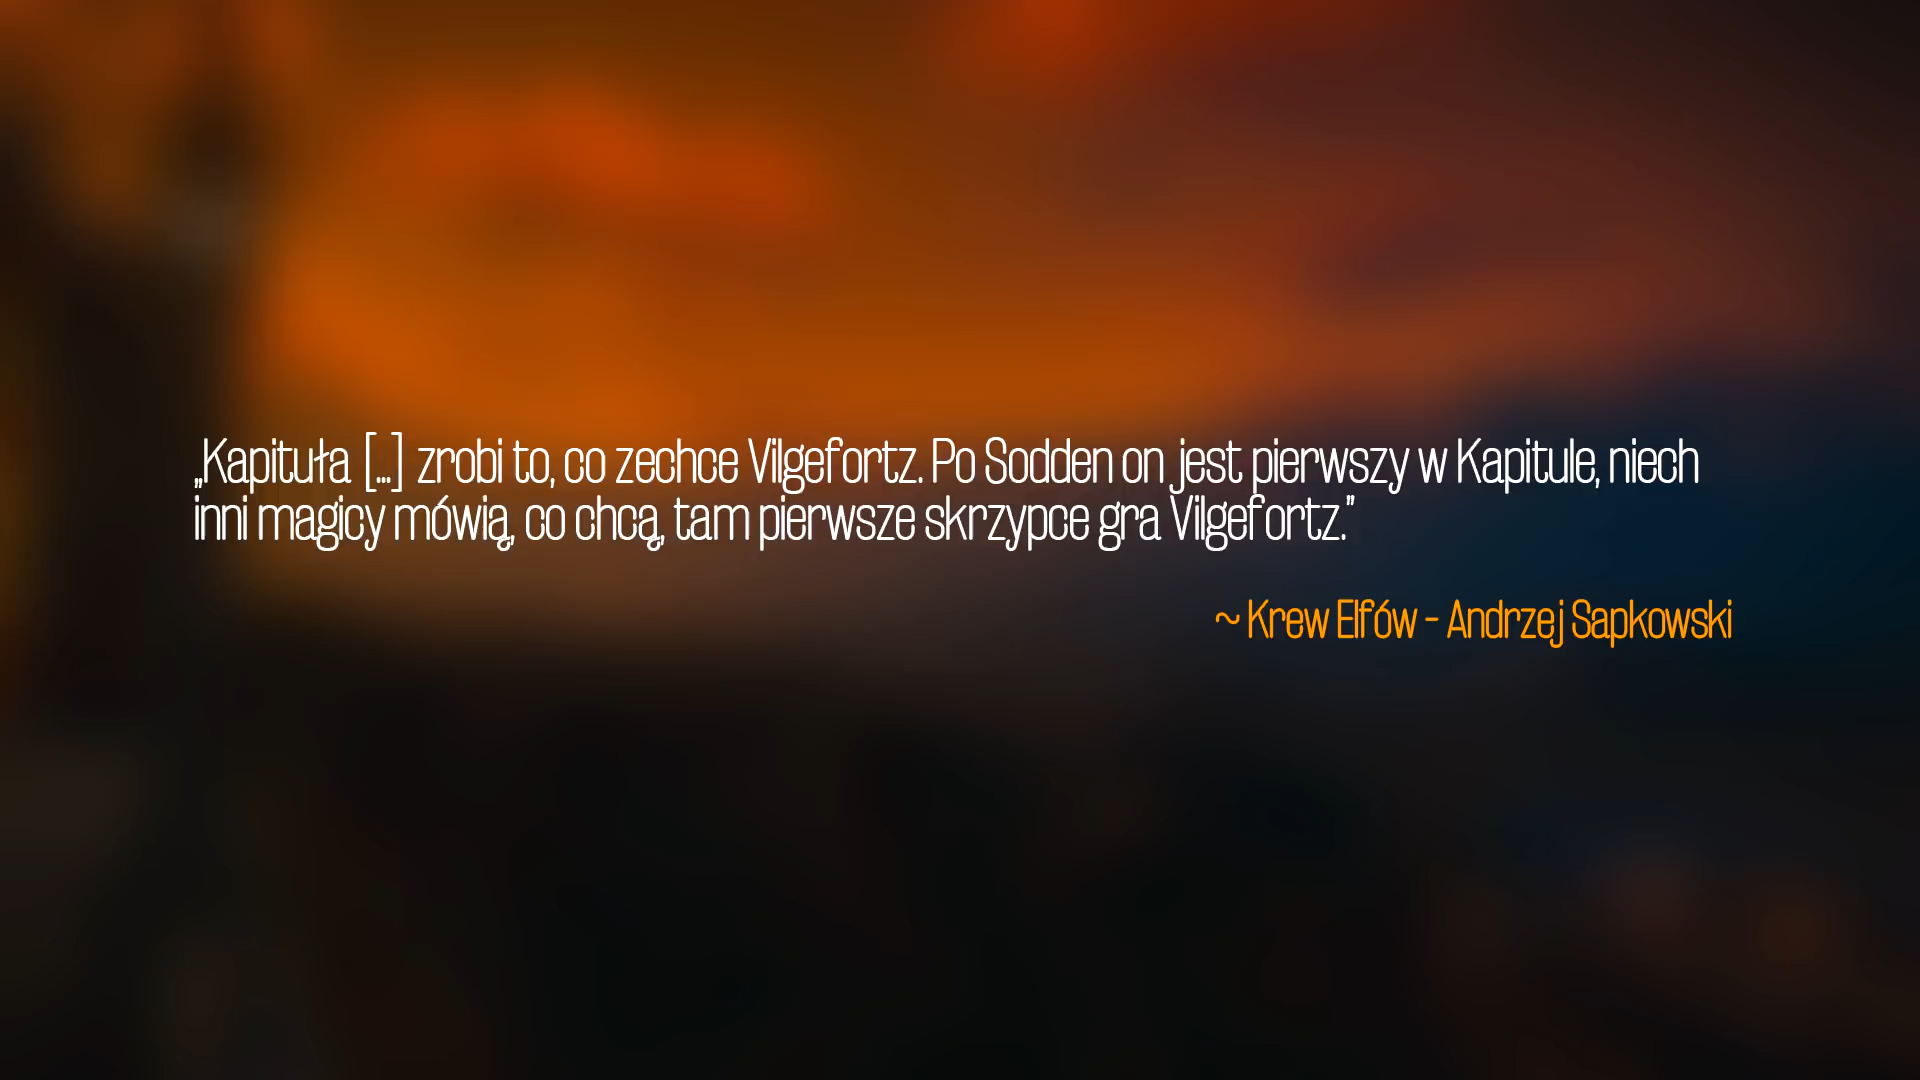 „Kapituła [...] zrobi to, co zechce Vilgefortz. Po Sodden on jest pierwszy w Kapitule, niech
inni magicy mówią, co chcą, tam pierwsze skrzypce gra Vilgefortz.”
~ Krew Elfów - Andrzej Sapkowski